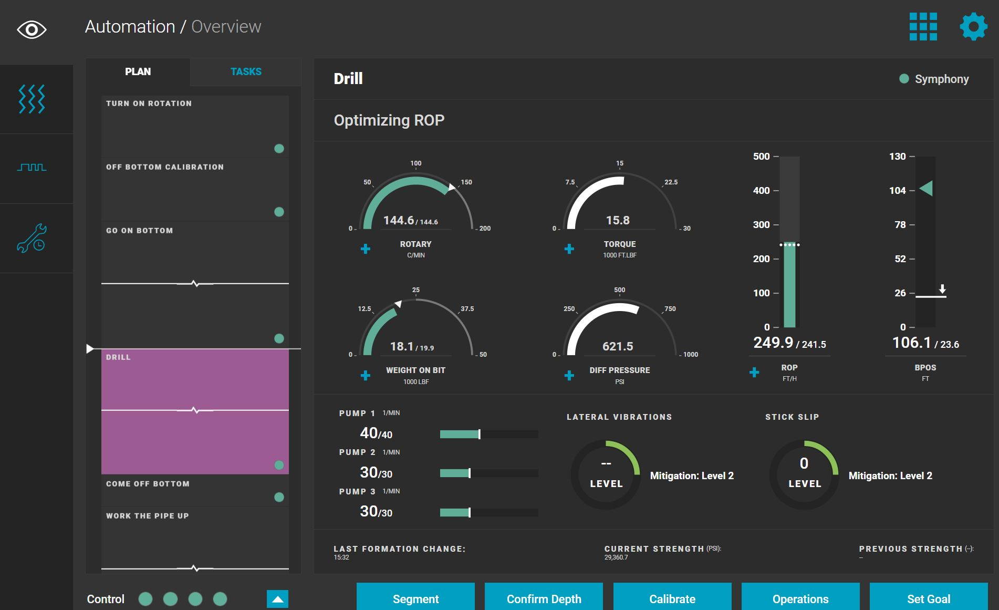 Automation / Overview
PLAN
TASKS
TURN ON ROTATION
OFF BOTTOM CALIBRATION
GO ON BOTTOM
DRILL
COME OFF BOTTOM
WORK THE PIPE UP
Control
Drill
Symphony
Optimizing ROP
0
50
100
150
200
144.6 / 144.6
ROTARY
C/MIN
0
7.5
15
22.5
30
15.8
TORQUE
1000 FT.LBF
0
12.5
25
37.5
50
18.1 / 19.9
WEIGHT ON BIT
1000 LBF
0
250
500
750
1000
621.5
DIFF PRESSURE
PSI
500
400
300
200
100
0
249.9 / 241.5
ROP
FT/H
130
104
78
52
26
0
106.1 / 23.6
BPOS
FT
PUMP 1 1/MIN
40/40
PUMP 2 1/MIN
30/30
PUMP 3 1/MIN
30/30
LATERAL VIBRATIONS
--
LEVEL
Mitigation: Level 2
STICK SLIP
0
LEVEL
Mitigation: Level 2
LAST FORMATION CHANGE:
15:32
CURRENT STRENGTH (PSI):
29,360.7
PREVIOUS STRENGTH (--):
--
Segment
Confirm Depth
Calibrate
Operations
Set Goal